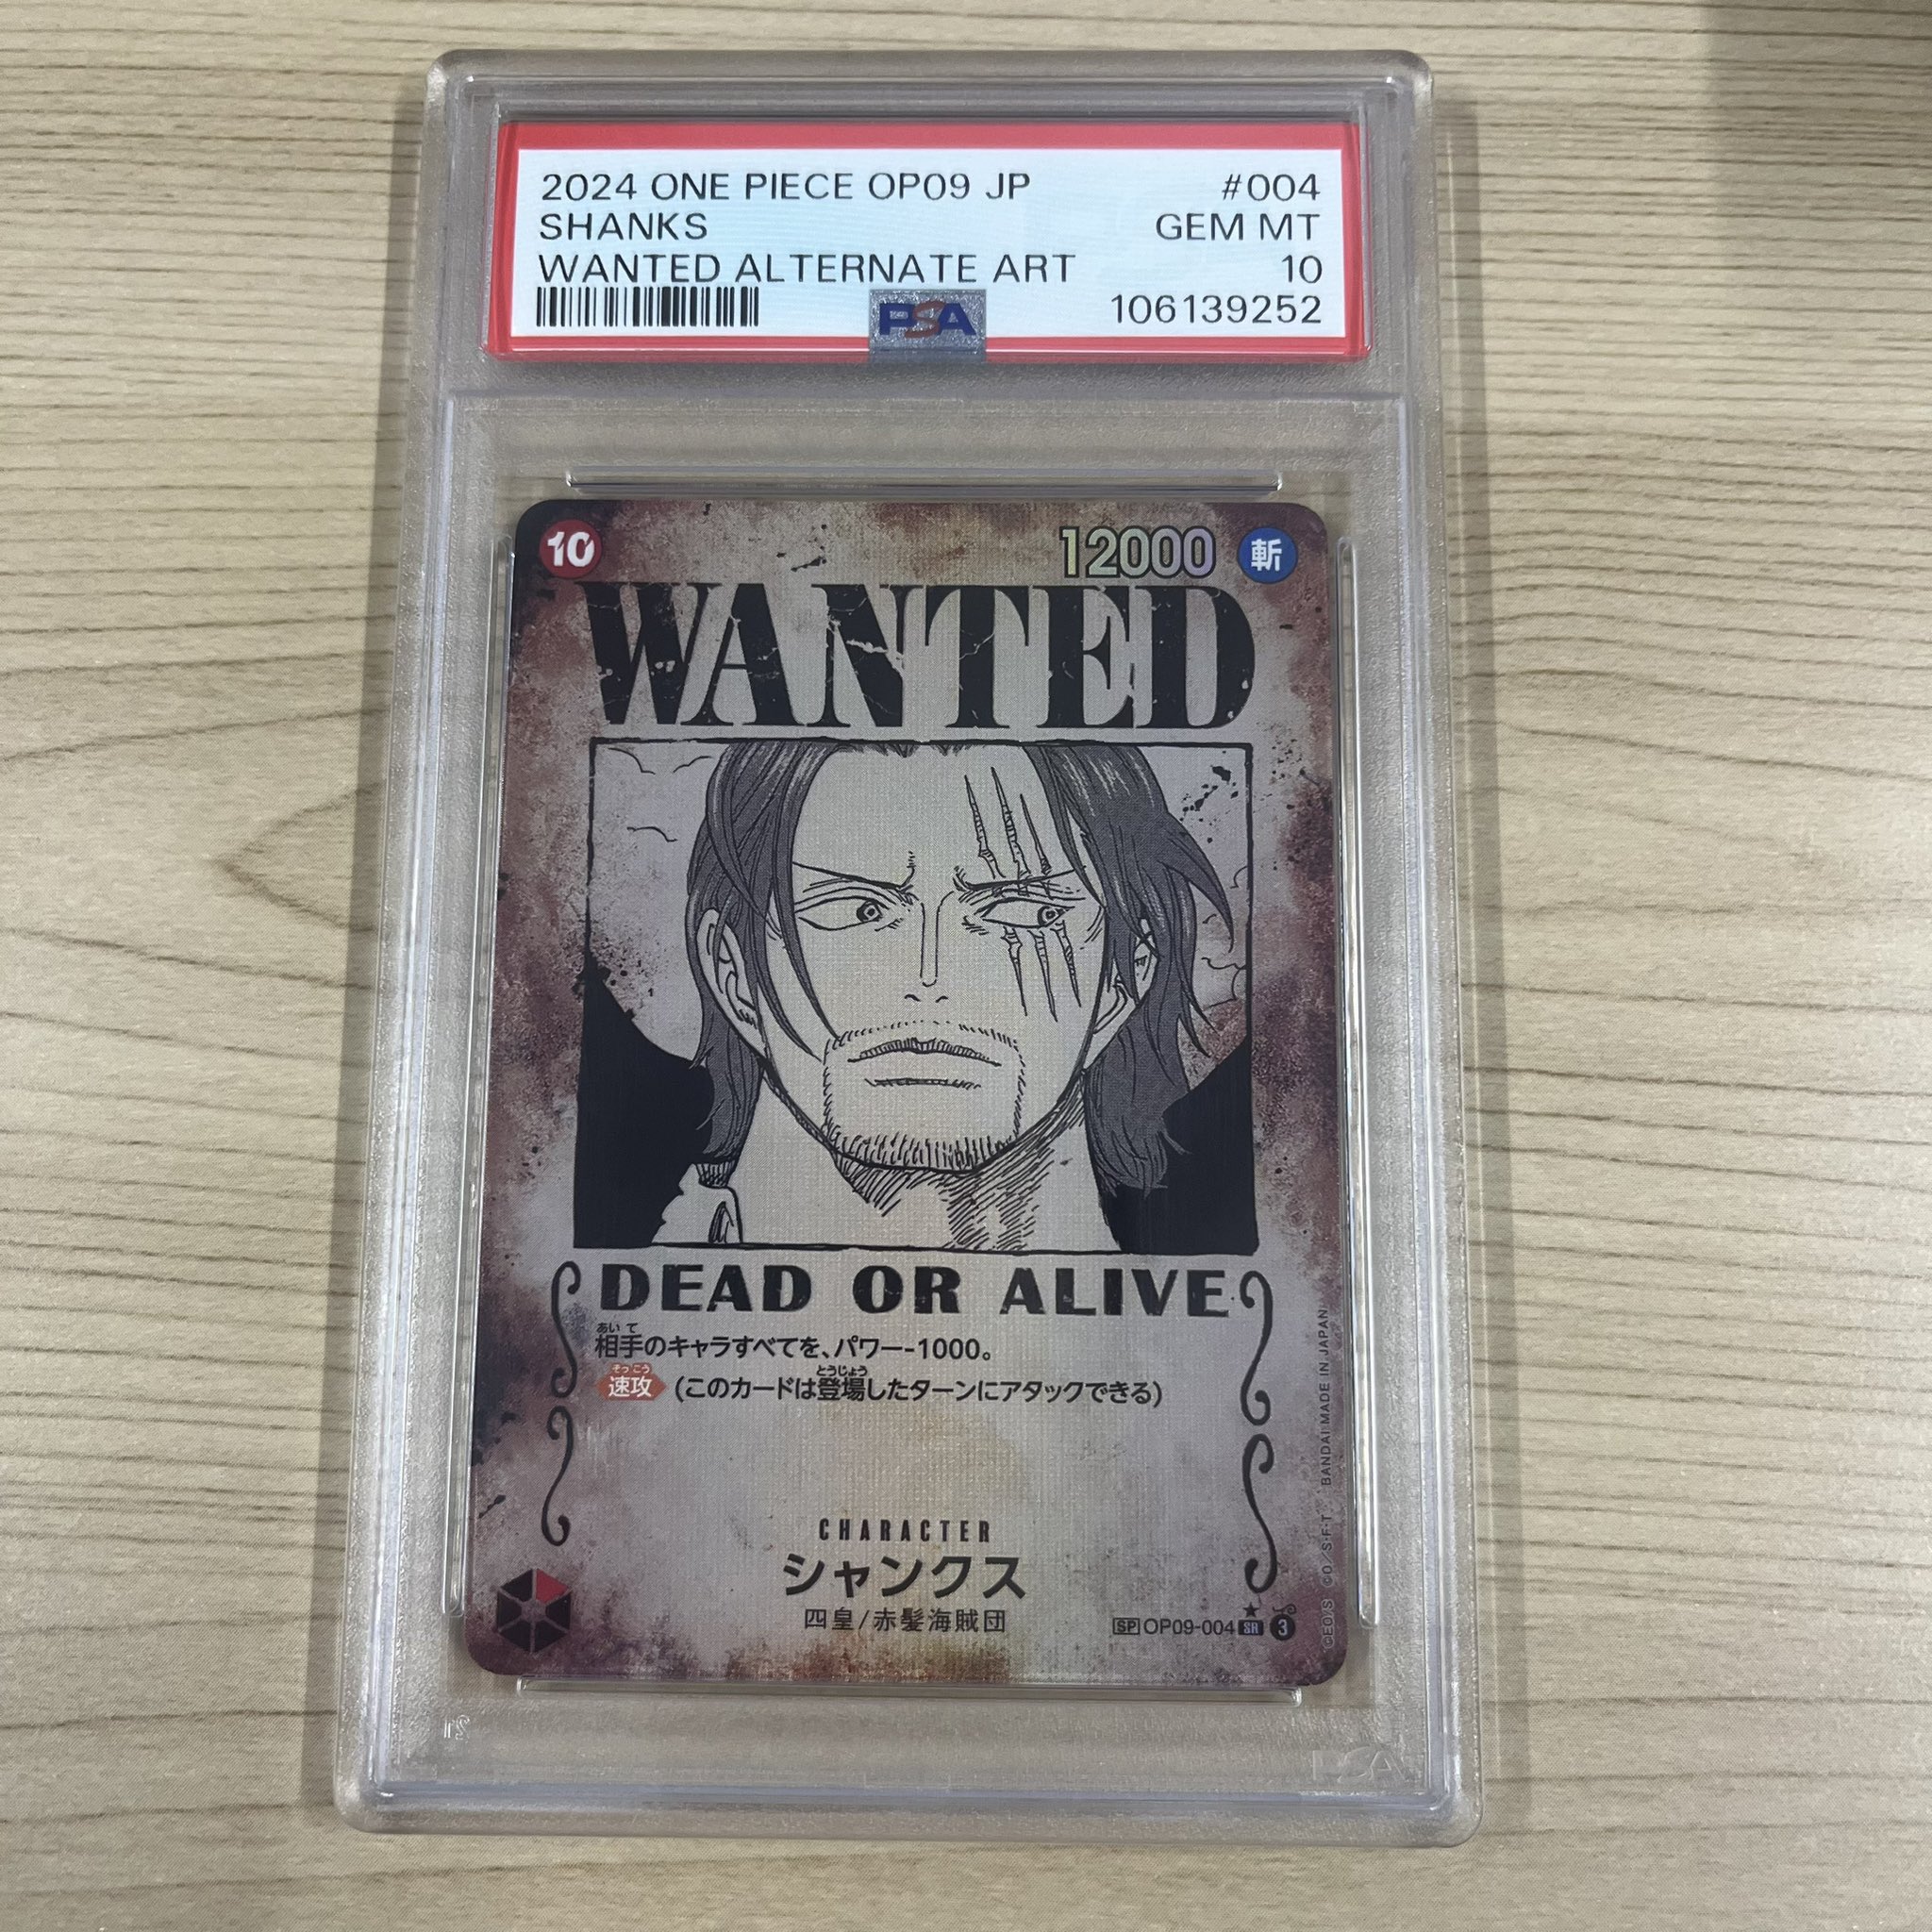 2024 ONE PIECE OP09 JP #004
SHANKS GEM MT
WANTED ALTERNATE ART 10
PSA 106139252
10 12000 斬
WANTED
DEAD OR ALIVE
あいて
相手のキャラすべてを、パワー-1000。
そっこう とうじょう
速攻 (このカードは登場したターンにアタックできる)
CHARACTER
シャンクス
四皇/赤髪海賊団
SP OP09-004 SR 3
©E.O/S. CO/S・F・T. BANDAI MADE IN JAPAN
PSA